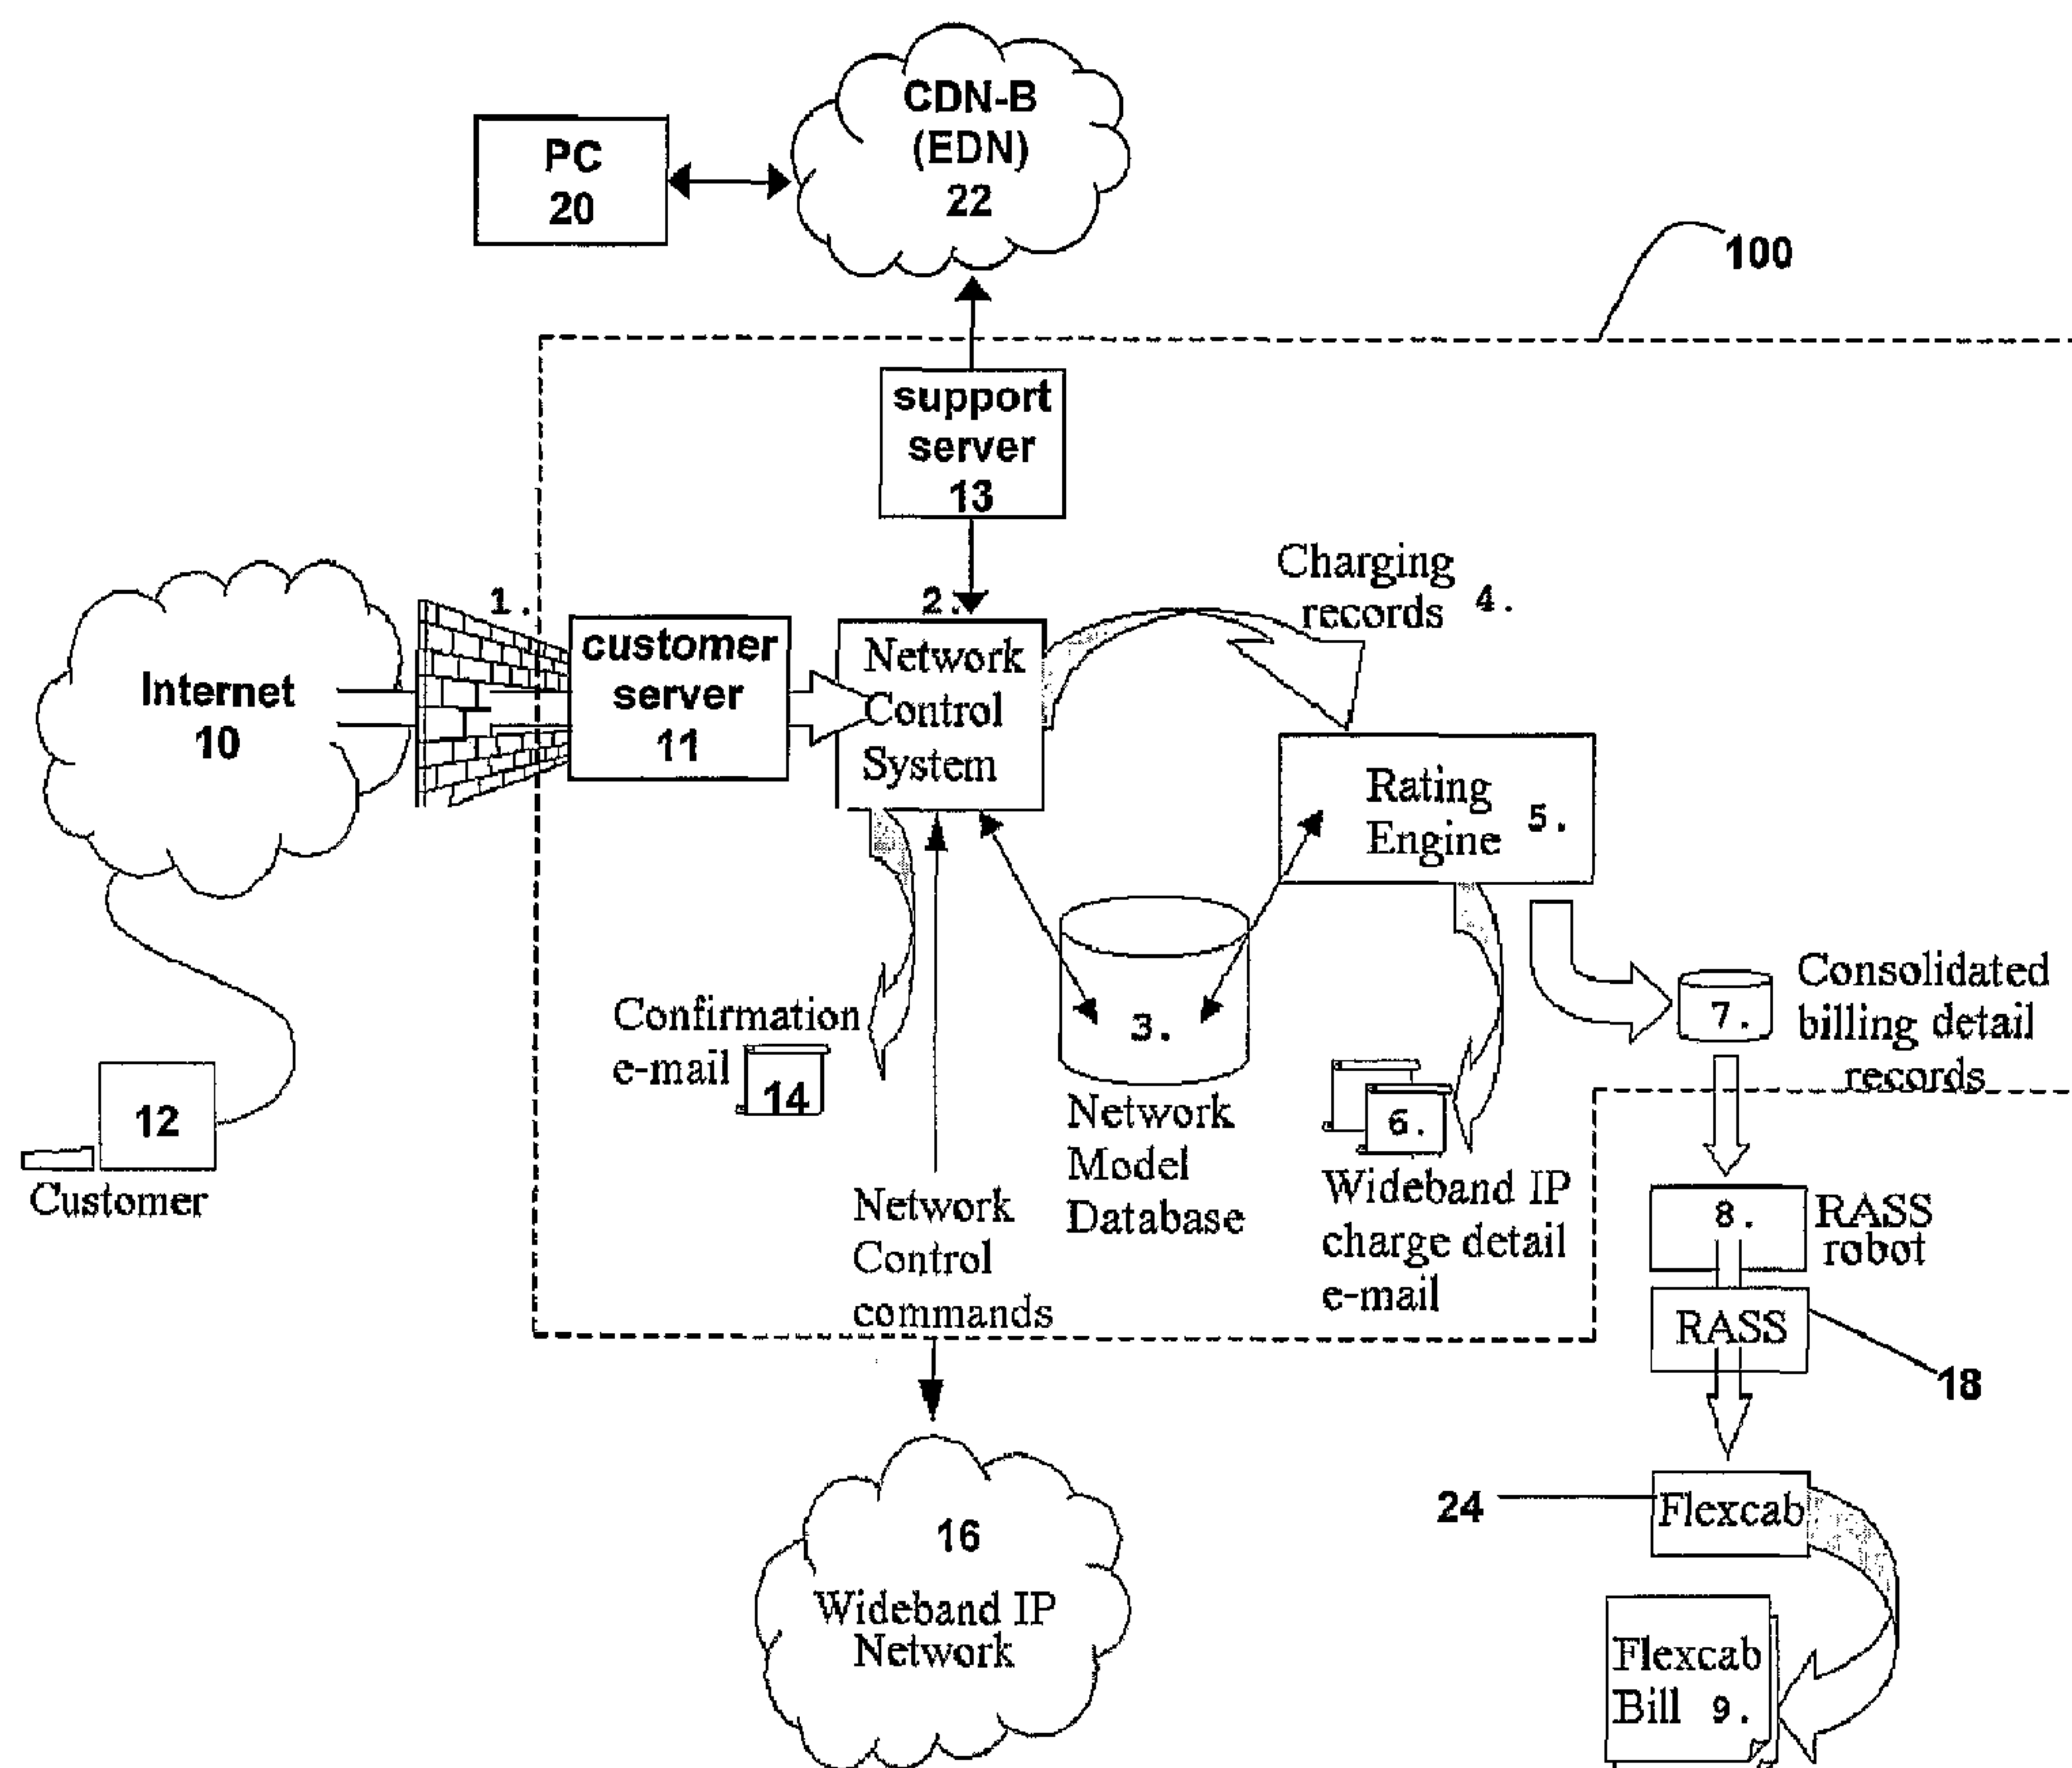 CDN-B
(EDN)
22
PC
20
100
support
server
13
Charging
records 4.
1.
2.
customer
server
11
Network
Control
System
Internet
10
Rating
Engine 5.
Consolidated
billing detail
records
7.
Confirmation
e-mail 14
3.
Network
Model
Database
6.
Wideband IP
charge detail
e-mail
12
Customer
Network
Control
commands
8.
RASS
robot
RASS
18
24
Flexcab
16
Wideband IP
Network
Flexcab
Bill 9.